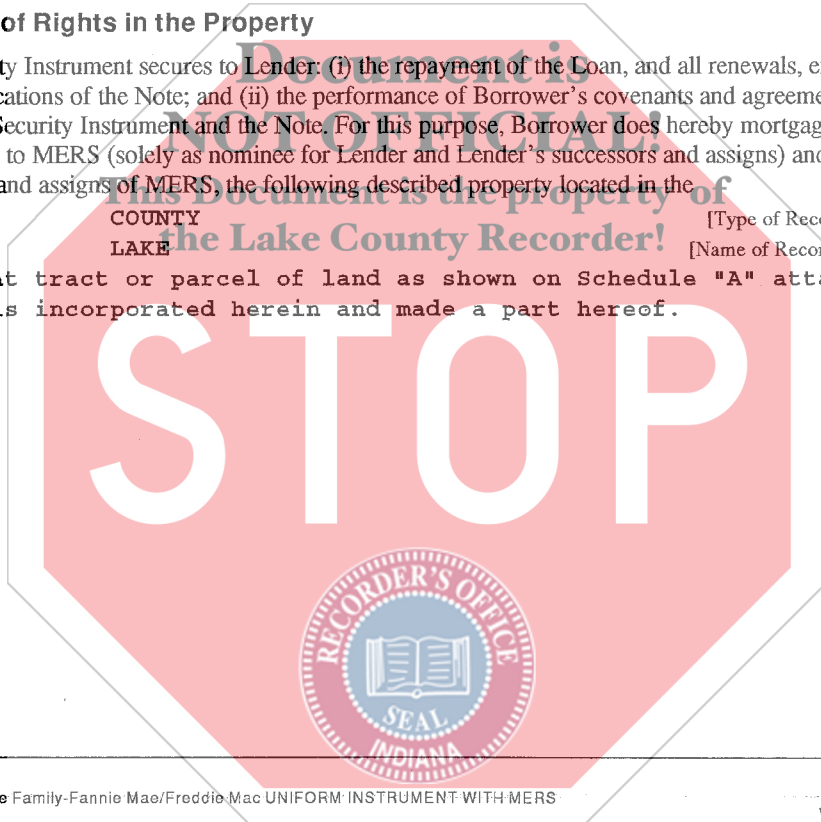 of Rights in the Property
Document is
ty Instrument secures to Lender: (i) the repayment of the Loan, and all renewals, e
cations of the Note; and (ii) the performance of Borrower's covenants and agreeme
NOT OFFICIAL!
Security Instrument and the Note. For this purpose, Borrower does hereby mortgag
to MERS (solely as nominee for Lender and Lender's successors and assigns) and
This Document is the property of
and assigns of MERS, the following described property located in the
COUNTY [Type of Reco
the Lake County Recorder!
LAKE [Name of Recor
at tract or parcel of land as shown on Schedule "A" atta
is incorporated herein and made a part hereof.
STOP
RECORDER'S OFFICE
SEAL
INDIANA
e Family-Fannie Mae/Freddie Mac UNIFORM INSTRUMENT WITH MERS